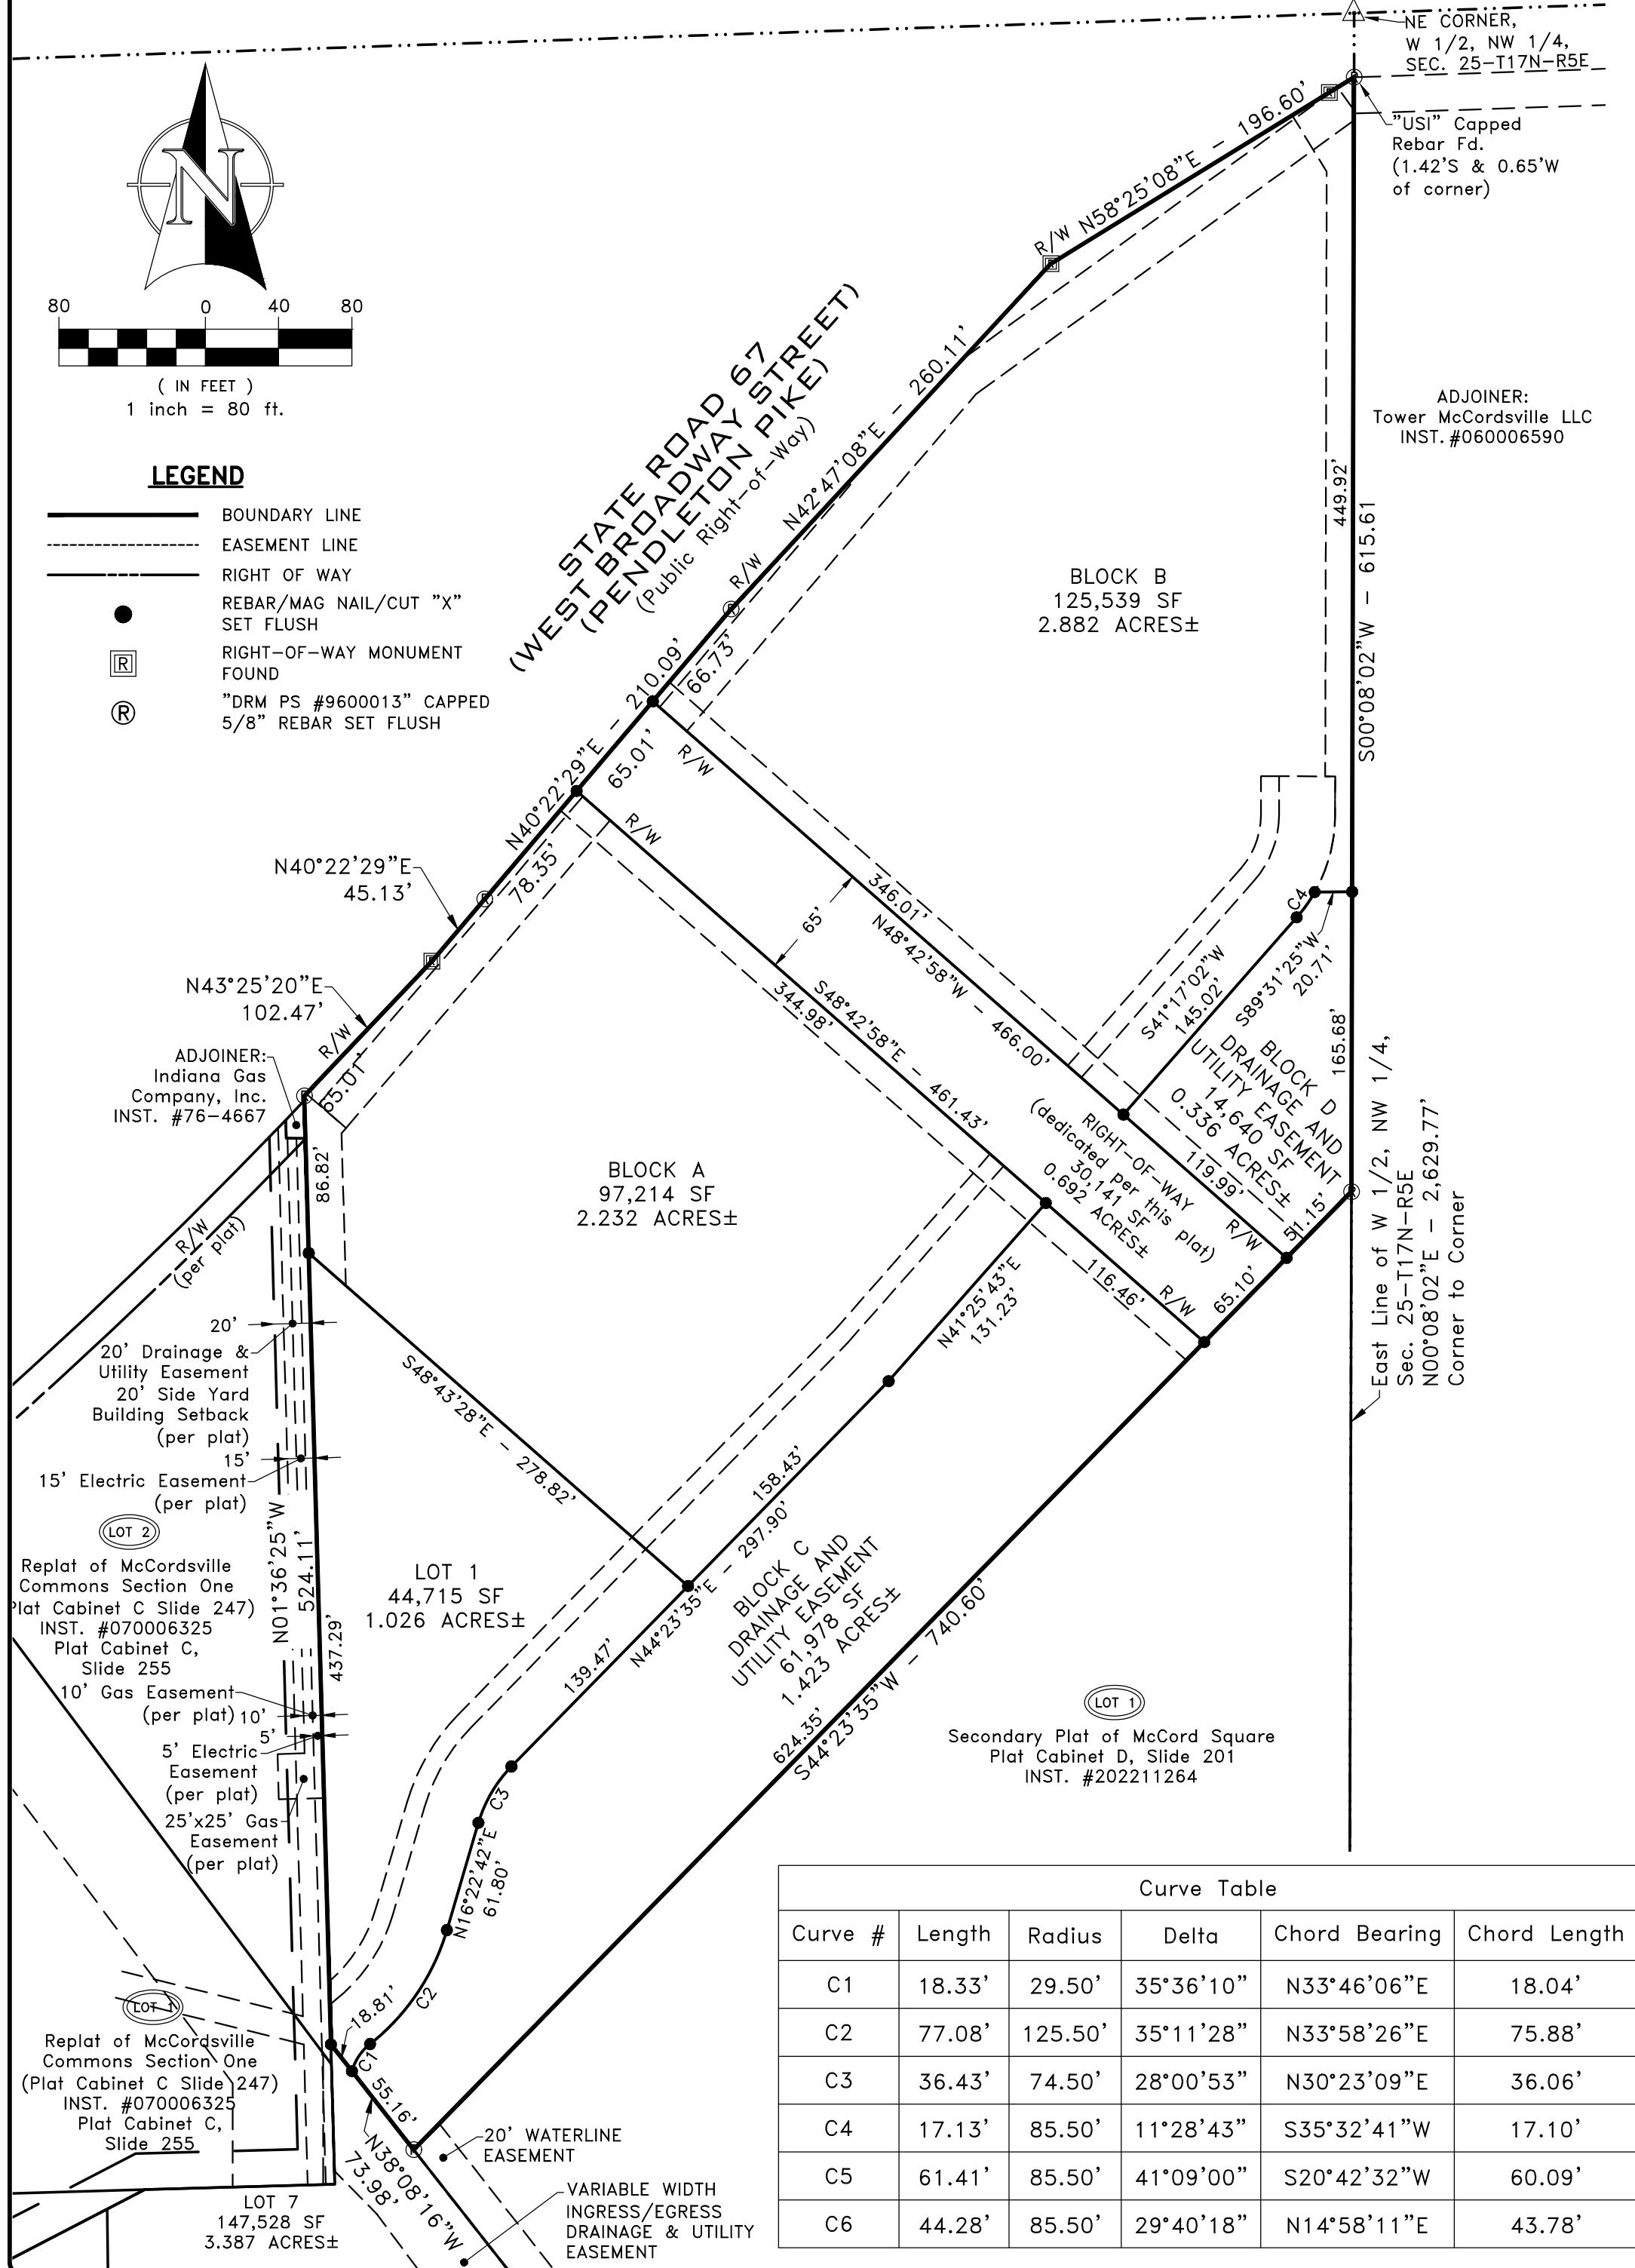 NE CORNER,
W 1/2, NW 1/4,
SEC. 25-T17N-R5E
"USI" Capped
Rebar Fd.
(1.42'S & 0.65'W
of corner)
N
80 0 40 80
( IN FEET )
1 inch = 80 ft.
LEGEND
BOUNDARY LINE
EASEMENT LINE
RIGHT OF WAY
REBAR/MAG NAIL/CUT "X"
SET FLUSH
R
RIGHT-OF-WAY MONUMENT
FOUND
R
"DRM PS #9600013" CAPPED
5/8" REBAR SET FLUSH
R/W N58°25'08"E - 196.60'
R/W N42°47'08"E - 260.11'
STATE ROAD 67
(WEST BROADWAY STREET)
(PENDLETON PIKE)
(Public Right-of-Way)
ADJOINER:
Tower McCordsville LLC
INST. #060006590
449.92'
S00°08'02"W - 615.61
BLOCK B
125,539 SF
2.882 ACRES±
N40°22'29"E - 210.09'
66.73'
65.01'
78.35'
R/W
R/W
N40°22'29"E
45.13'
N43°25'20"E
102.47'
R/W
65.01'
ADJOINER:
Indiana Gas
Company, Inc.
INST. #76-4667
86.82'
R/W
(per plat)
65'
346.01'
N48°42'58"W - 466.00'
344.98'
S48°42'58"E - 461.43'
C4
S41°17'02"W
145.02'
S89°31'25"W
20.71'
165.68'
BLOCK D
DRAINAGE AND
UTILITY EASEMENT
14,640 SF
0.336 ACRES±
119.99'
51.15'
R/W
RIGHT-OF-WAY
(dedicated per this plat)
30,141 SF
0.692 ACRES±
116.46'
R/W
65.10'
East Line of W 1/2, NW 1/4,
Sec. 25-T17N-R5E
N00°08'02"E - 2,629.77'
Corner to Corner
BLOCK A
97,214 SF
2.232 ACRES±
N41°25'43"E
131.23'
20'
20' Drainage &
Utility Easement
20' Side Yard
Building Setback
(per plat)
15'
15' Electric Easement
(per plat)
S48°43'28"E - 278.82'
158.43'
N44°23'35"E - 297.90'
139.47'
LOT 2
Replat of McCordsville
Commons Section One
Plat Cabinet C Slide 247)
INST. #070006325
Plat Cabinet C,
Slide 255
N01°36'25"W
524.11'
437.29'
LOT 1
44,715 SF
1.026 ACRES±
BLOCK C
DRAINAGE AND
UTILITY EASEMENT
61,978 SF
1.423 ACRES±
624.35'
S44°23'35"W - 740.60'
10' Gas Easement
(per plat) 10'
5'
5' Electric
Easement
(per plat)
25'x25' Gas
Easement
(per plat)
C3
N16°22'42"E
61.80'
C2
18.81'
C1
55.16'
N38°08'16"W
73.98'
LOT 1
Secondary Plat of McCord Square
Plat Cabinet D, Slide 201
INST. #202211264
LOT 1
Replat of McCordsville
Commons Section One
(Plat Cabinet C Slide 247)
INST. #070006325
Plat Cabinet C,
Slide 255
LOT 7
147,528 SF
3.387 ACRES±
20' WATERLINE
EASEMENT
VARIABLE WIDTH
INGRESS/EGRESS
DRAINAGE & UTILITY
EASEMENT
Curve Table
Curve # Length Radius Delta Chord Bearing Chord Length
C1 18.33' 29.50' 35°36'10" N33°46'06"E 18.04'
C2 77.08' 125.50' 35°11'28" N33°58'26"E 75.88'
C3 36.43' 74.50' 28°00'53" N30°23'09"E 36.06'
C4 17.13' 85.50' 11°28'43" S35°32'41"W 17.10'
C5 61.41' 85.50' 41°09'00" S20°42'32"W 60.09'
C6 44.28' 85.50' 29°40'18" N14°58'11"E 43.78'